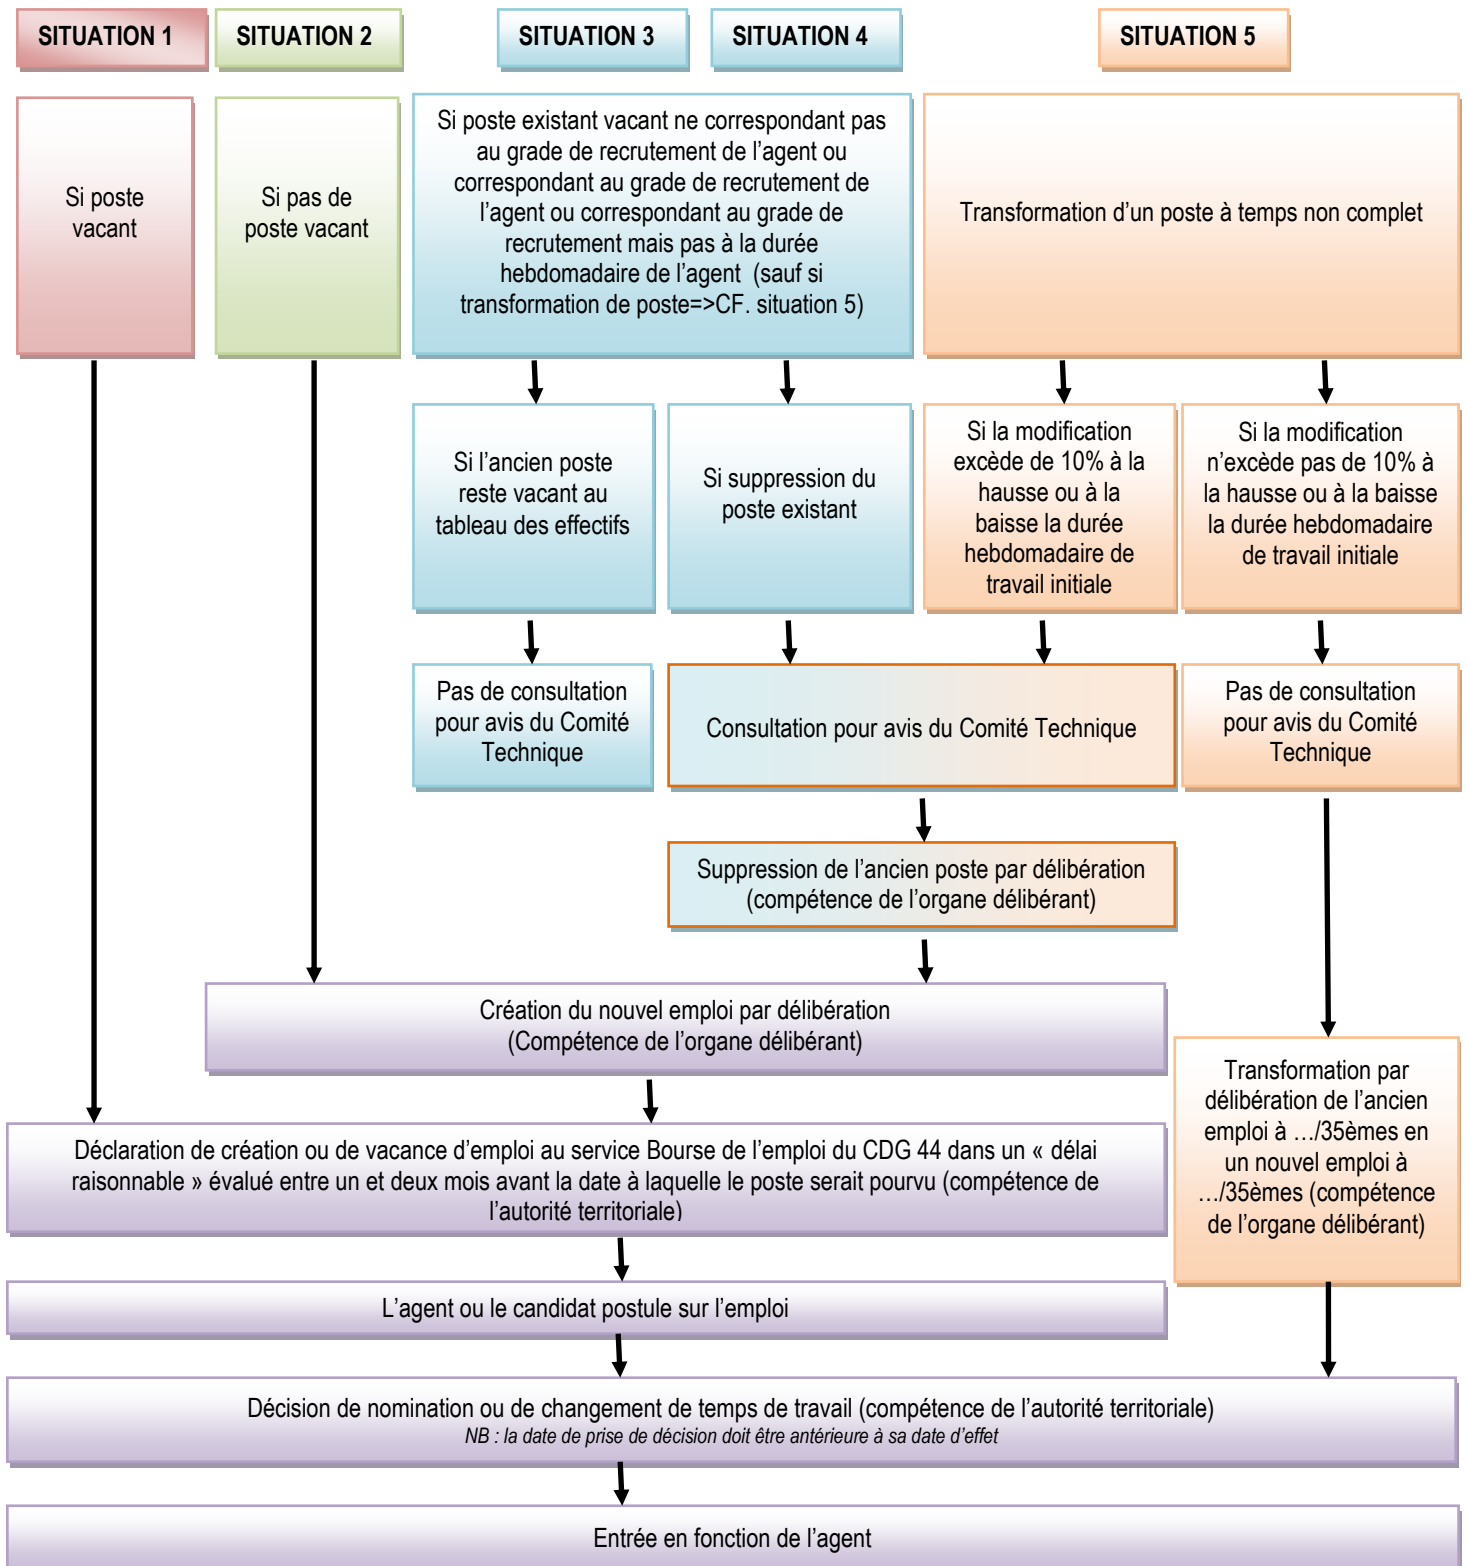 SITUATION 1
SITUATION 2
SITUATION 3
SITUATION 4
SITUATION 5
Si poste
vacant
Si pas de
poste vacant
Si poste existant vacant ne correspondant pas
au grade de recrutement de l’agent ou
correspondant au grade de recrutement de
l’agent ou correspondant au grade de
recrutement mais pas à la durée
hebdomadaire de l’agent (sauf si
transformation de poste=>CF. situation 5)
Transformation d’un poste à temps non complet
Si l’ancien poste
reste vacant au
tableau des effectifs
Si suppression du
poste existant
Si la modification
excède de 10% à la
hausse ou à la
baisse la durée
hebdomadaire de
travail initiale
Si la modification
n’excède pas de 10% à
la hausse ou à la baisse
la durée hebdomadaire
de travail initiale
Pas de consultation
pour avis du Comité
Technique
Consultation pour avis du Comité Technique
Pas de consultation
pour avis du Comité
Technique
Suppression de l’ancien poste par délibération
(compétence de l’organe délibérant)
Création du nouvel emploi par délibération
(Compétence de l’organe délibérant)
Transformation par
délibération de l’ancien
emploi à …/35èmes en
un nouvel emploi à
…/35èmes (compétence
de l’organe délibérant)
Déclaration de création ou de vacance d’emploi au service Bourse de l’emploi du CDG 44 dans un « délai
raisonnable » évalué entre un et deux mois avant la date à laquelle le poste serait pourvu (compétence de
l’autorité territoriale)
L’agent ou le candidat postule sur l’emploi
Décision de nomination ou de changement de temps de travail (compétence de l’autorité territoriale)
NB : la date de prise de décision doit être antérieure à sa date d’effet
Entrée en fonction de l’agent